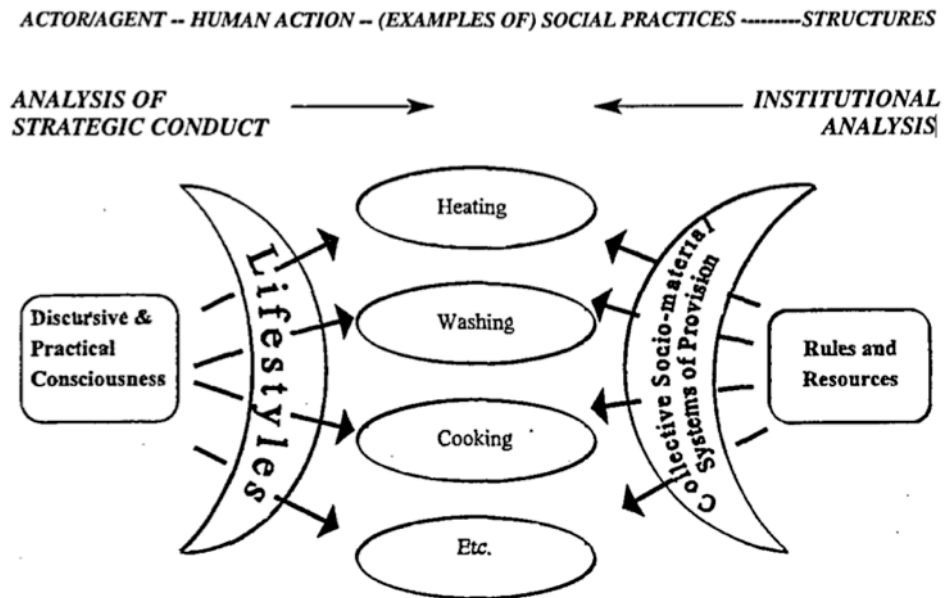 ACTOR/AGENT -- HUMAN ACTION -- (EXAMPLES OF) SOCIAL PRACTICES ---------STRUCTURES
ANALYSIS OF
STRATEGIC CONDUCT
INSTITUTIONAL
ANALYSIS
Heating
Washing
Cooking
Etc.
Lifestyles
Discursive &
Practical
Consciousness
Collective Socio-material
Systems of Provision
Rules and
Resources